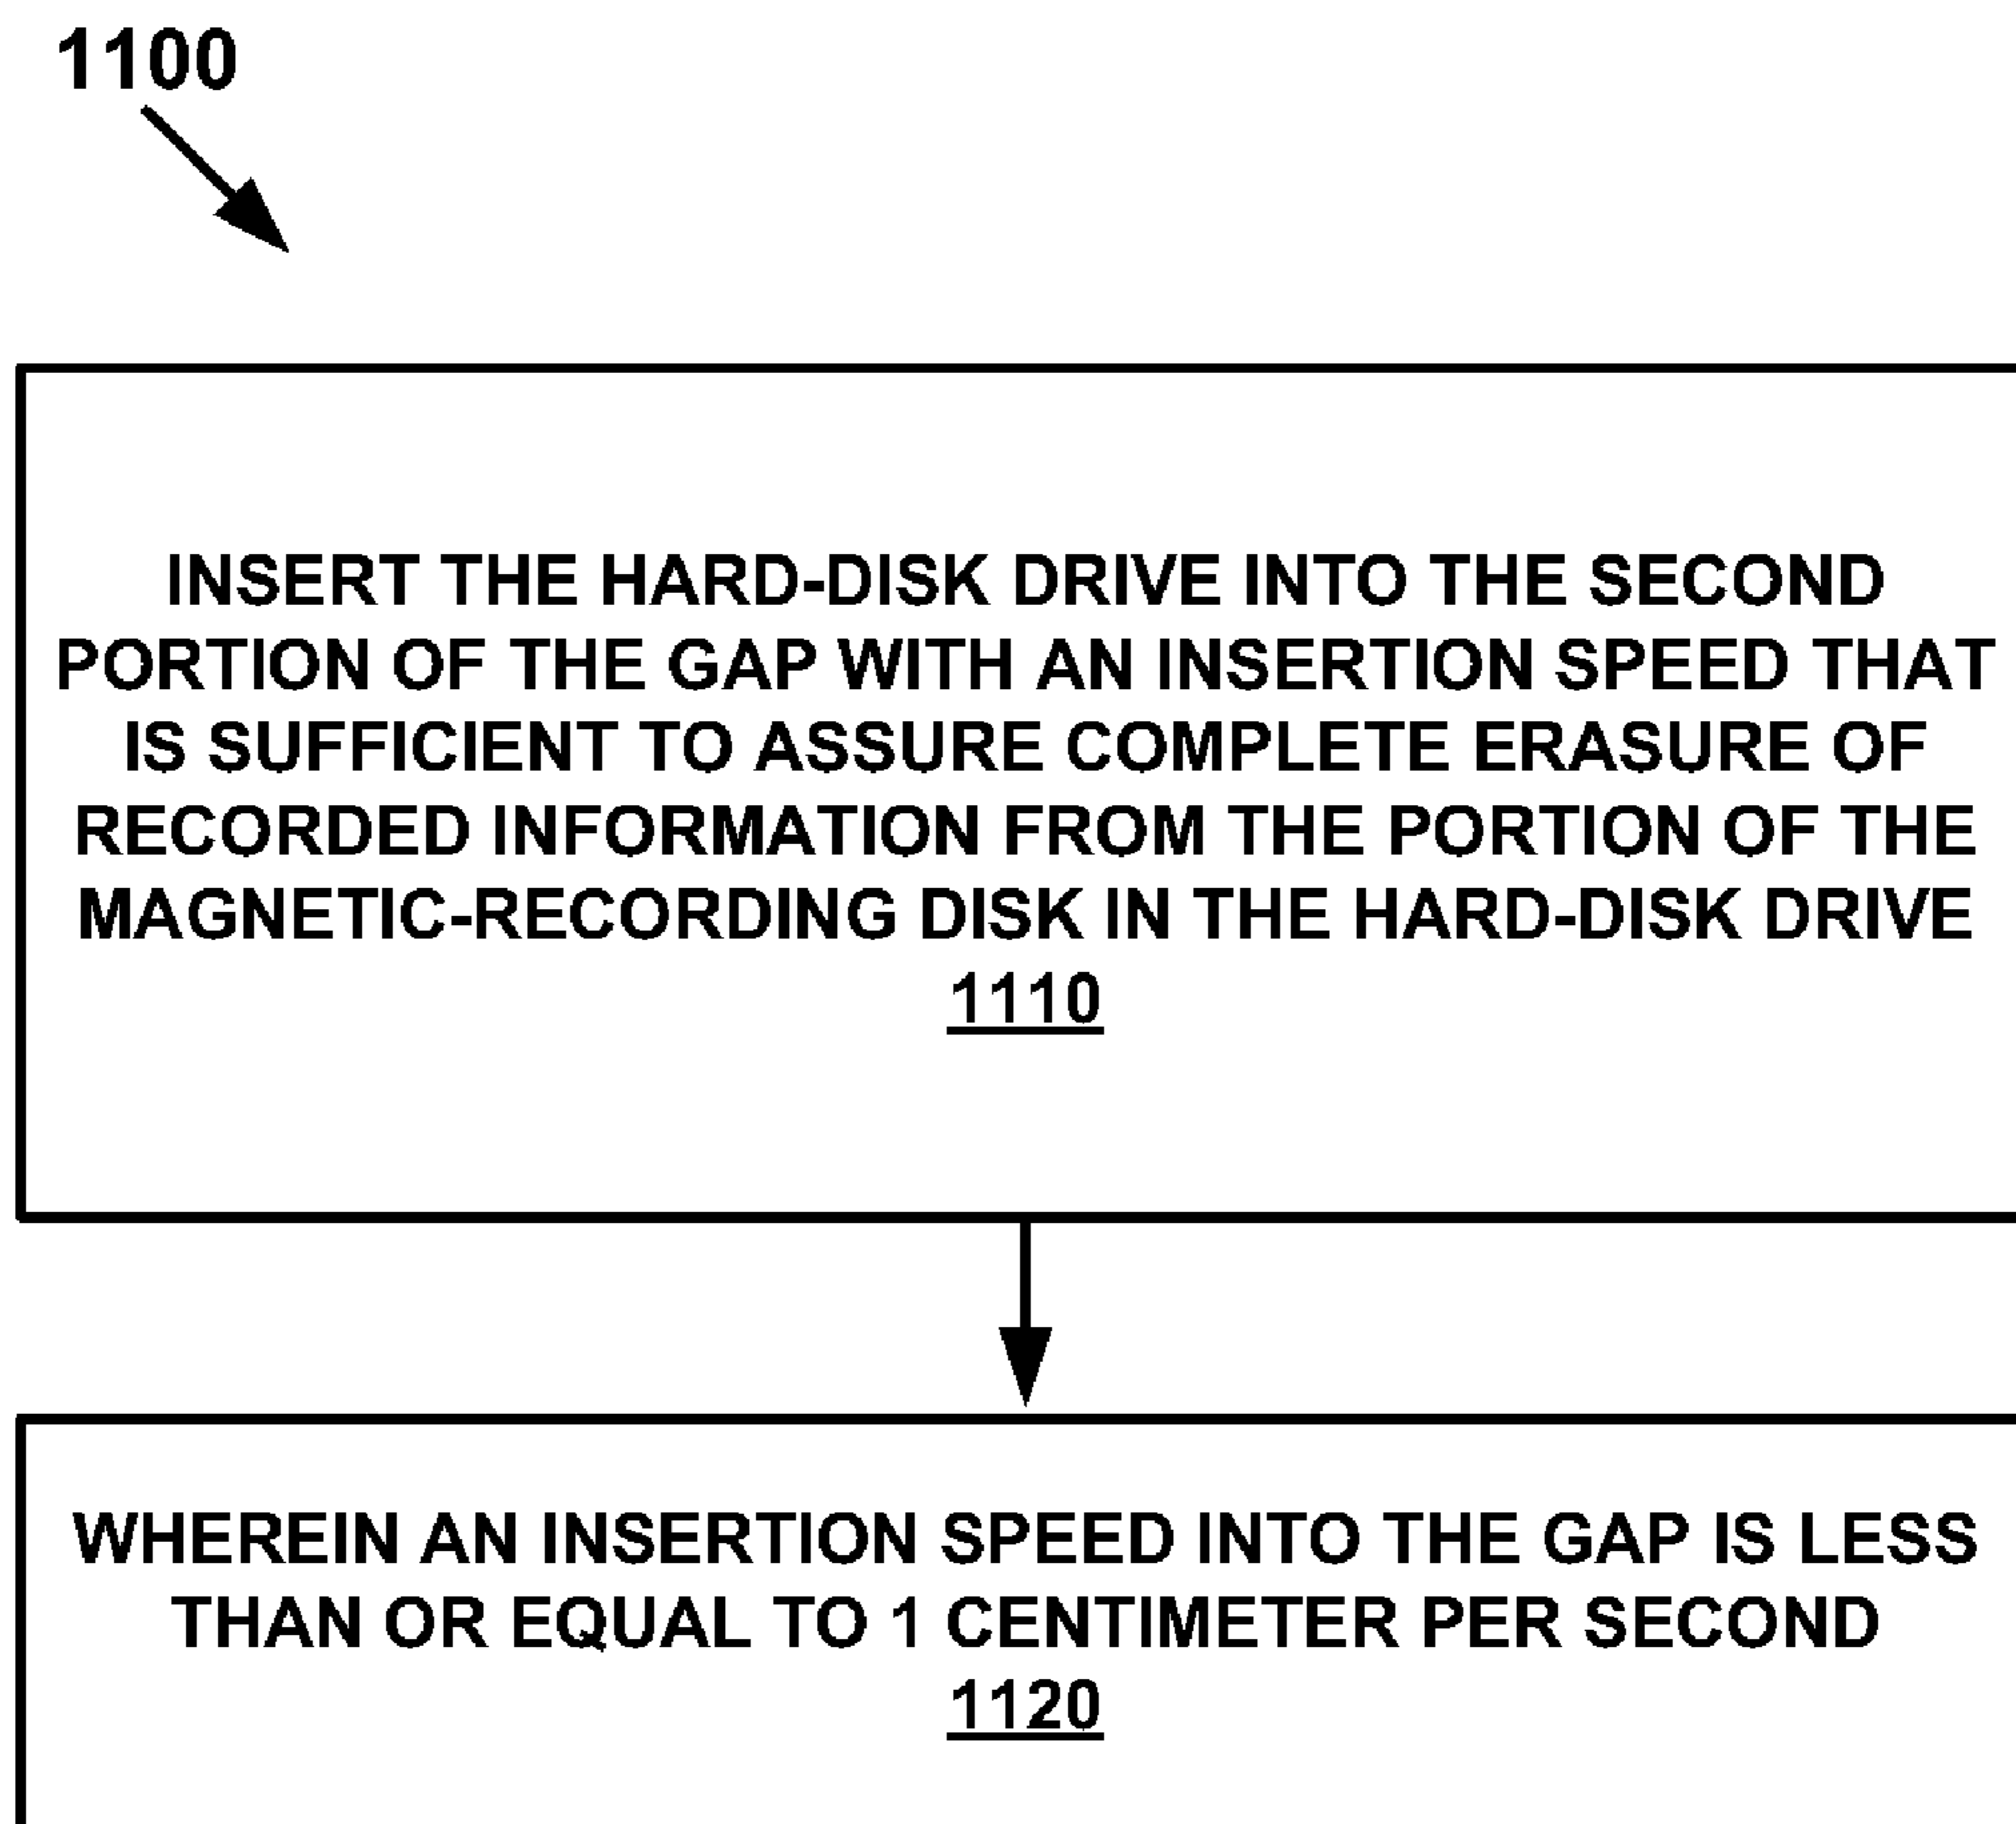 1100
INSERT THE HARD-DISK DRIVE INTO THE SECOND
PORTION OF THE GAP WITH AN INSERTION SPEED THAT
IS SUFFICIENT TO ASSURE COMPLETE ERASURE OF
RECORDED INFORMATION FROM THE PORTION OF THE
MAGNETIC-RECORDING DISK IN THE HARD-DISK DRIVE
1110
WHEREIN AN INSERTION SPEED INTO THE GAP IS LESS
THAN OR EQUAL TO 1 CENTIMETER PER SECOND
1120